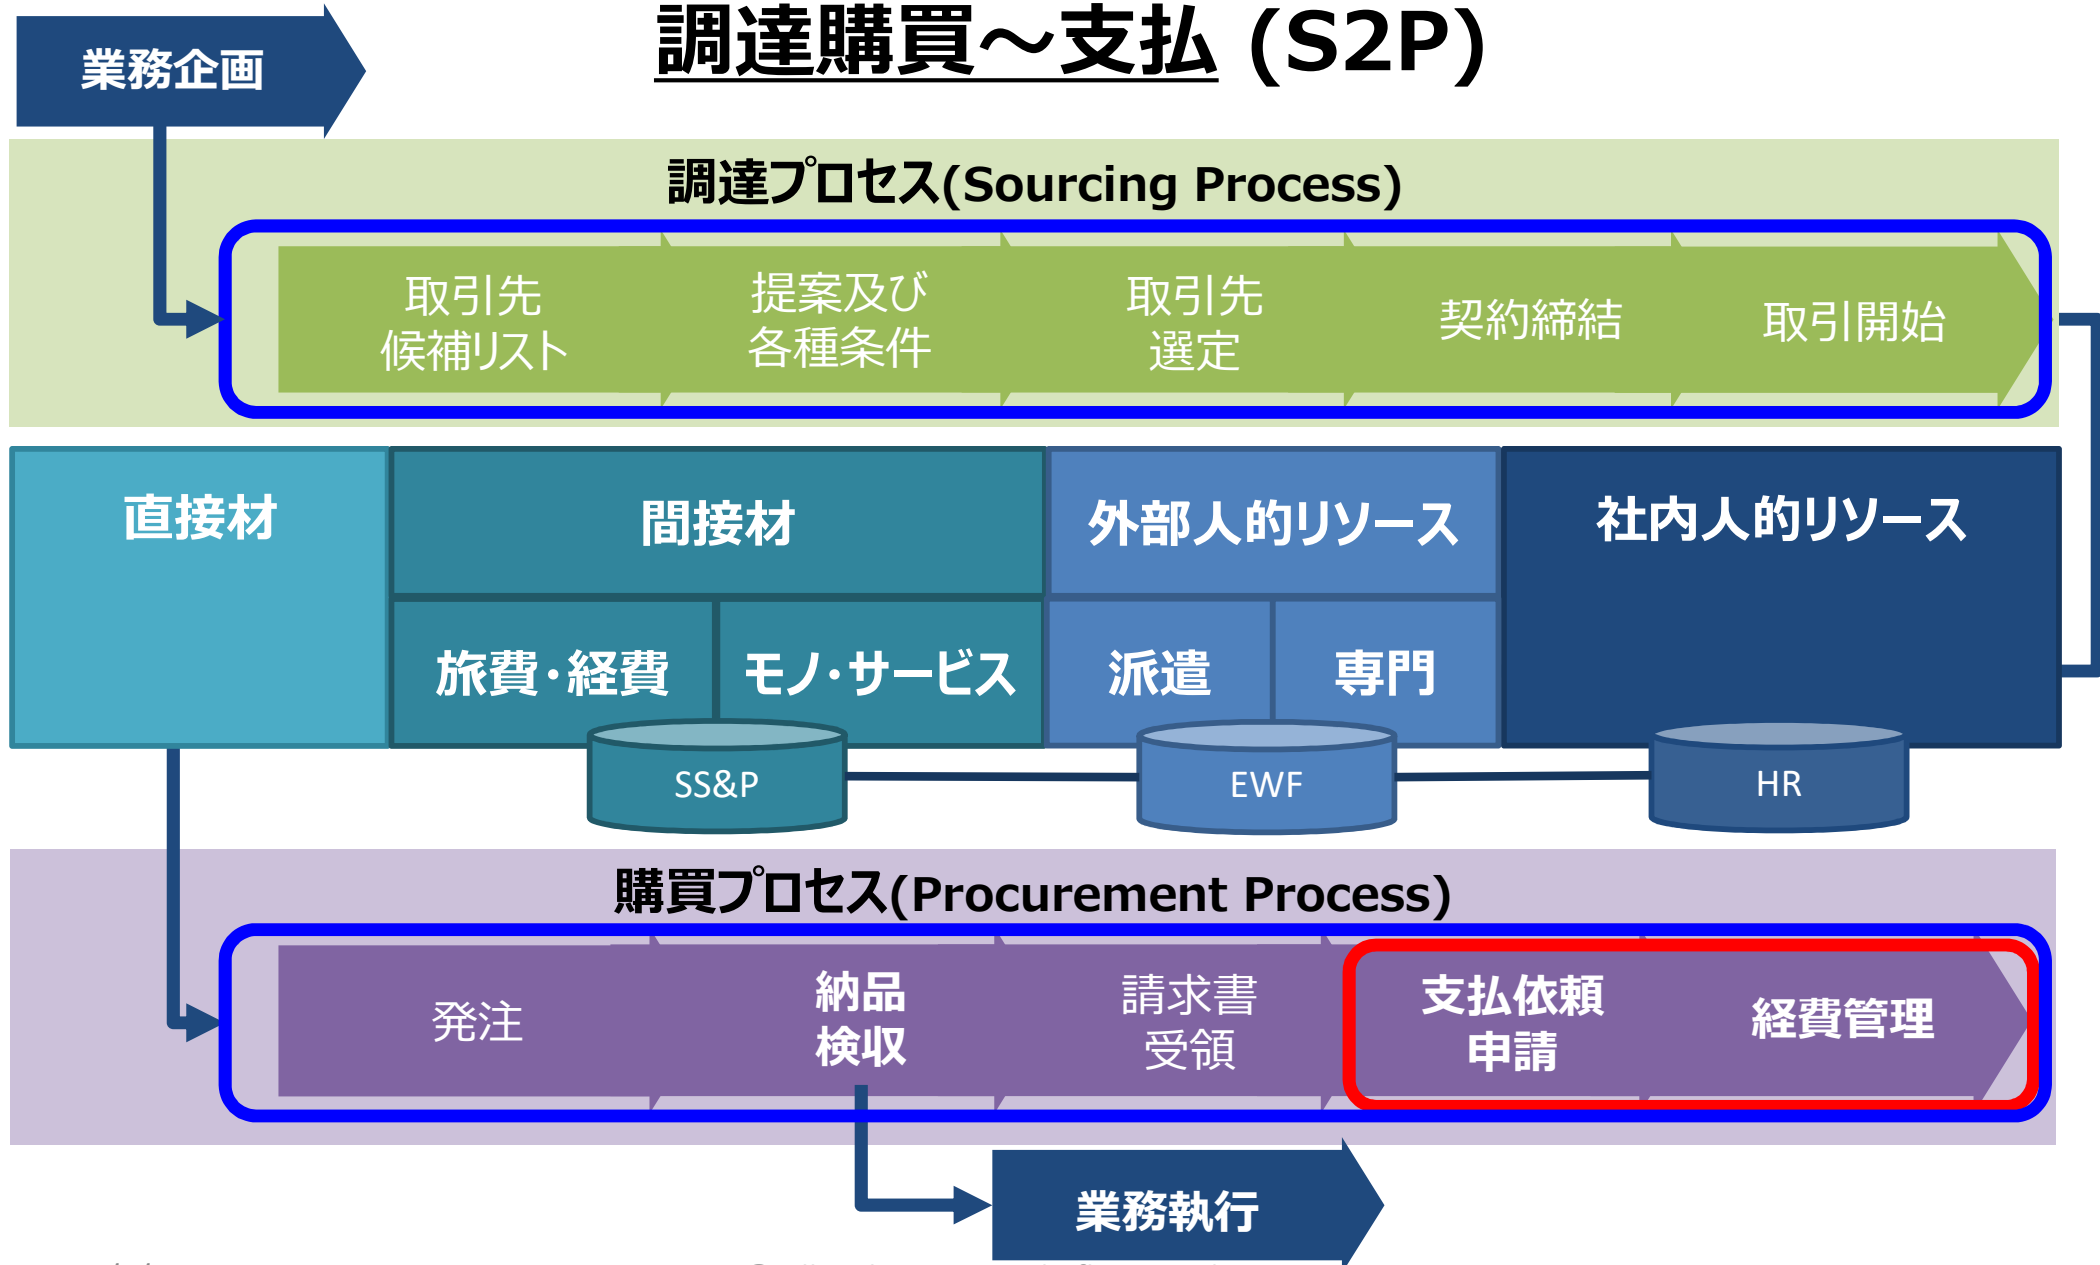 調達購買～支払 (S2P)
業務企画
調達プロセス(Sourcing Process)
取引先
候補リスト
提案及び
各種条件
取引先
選定
契約締結
取引開始
直接材
間接材
外部人的リソース
社内人的リソース
旅費・経費
モノ・サービス
派遣
専門
SS&P
EWF
HR
購買プロセス(Procurement Process)
発注
納品
検収
請求書
受領
支払依頼
申請
経費管理
業務執行